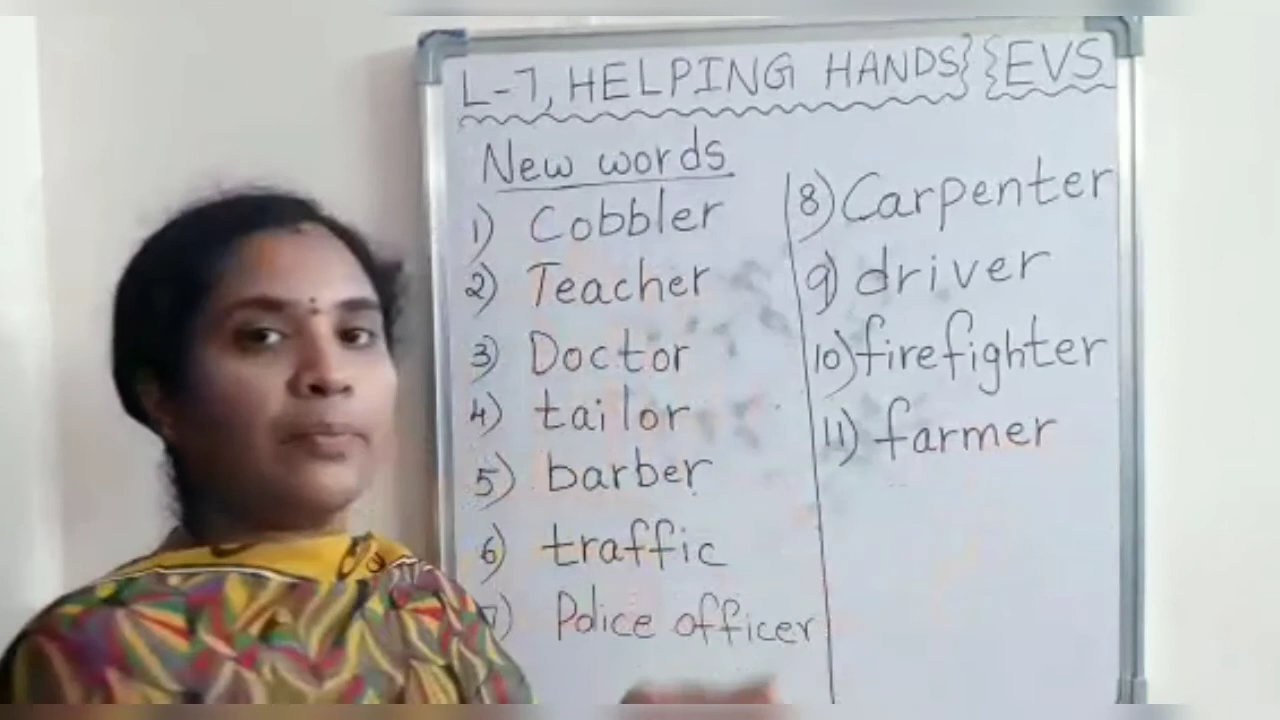 L-7, HELPING HANDS} {EVS
New words
1) Cobbler
2) Teacher
3) Doctor
4) tailor
5) barber
6) traffic
7) Police officer
8) Carpenter
9) driver
10) firefighter
11) farmer